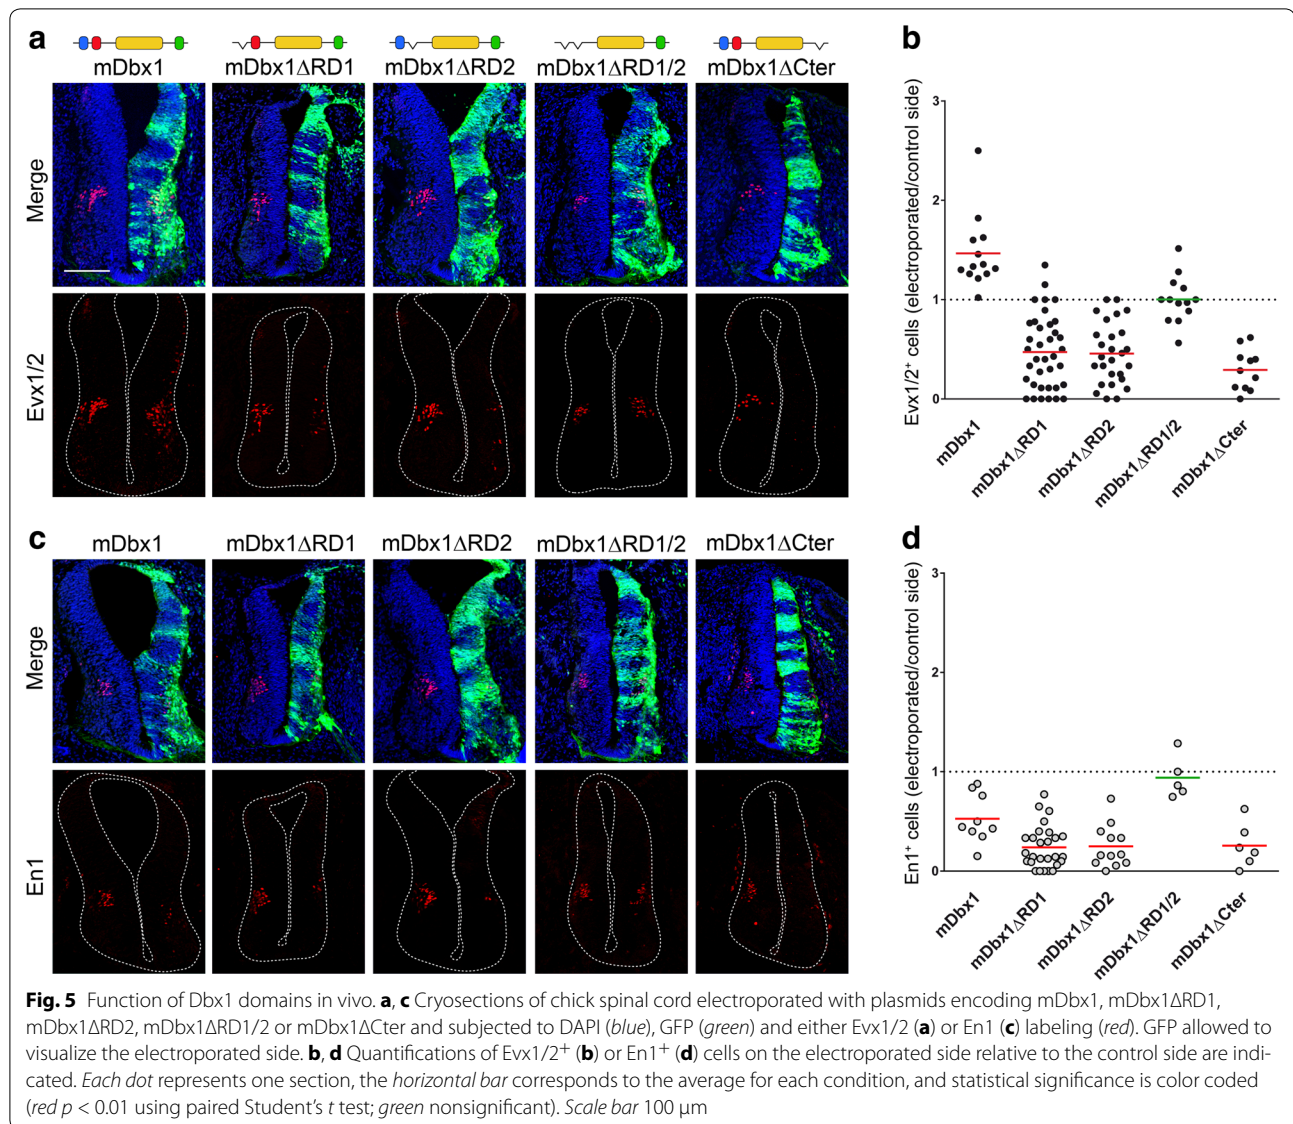 a
mDbx1 mDbx1ΔRD1 mDbx1ΔRD2 mDbx1ΔRD1/2 mDbx1ΔCter
Merge
Evx1/2
b
Evx1/2+ cells (electroporated/control side)
3
2
1
0
mDbx1
mDbx1ΔRD1
mDbx1ΔRD2
mDbx1ΔRD1/2
mDbx1ΔCter
c
mDbx1 mDbx1ΔRD1 mDbx1ΔRD2 mDbx1ΔRD1/2 mDbx1ΔCter
Merge
En1
d
En1+ cells (electroporated/control side)
3
2
1
0
mDbx1
mDbx1ΔRD1
mDbx1ΔRD2
mDbx1ΔRD1/2
mDbx1ΔCter
Fig. 5 Function of Dbx1 domains in vivo. a, c Cryosections of chick spinal cord electroporated with plasmids encoding mDbx1, mDbx1ΔRD1,
mDbx1ΔRD2, mDbx1ΔRD1/2 or mDbx1ΔCter and subjected to DAPI (blue), GFP (green) and either Evx1/2 (a) or En1 (c) labeling (red). GFP allowed to
visualize the electroporated side. b, d Quantifications of Evx1/2+ (b) or En1+ (d) cells on the electroporated side relative to the control side are indi-
cated. Each dot represents one section, the horizontal bar corresponds to the average for each condition, and statistical significance is color coded
(red p < 0.01 using paired Student's t test; green nonsignificant). Scale bar 100 μm